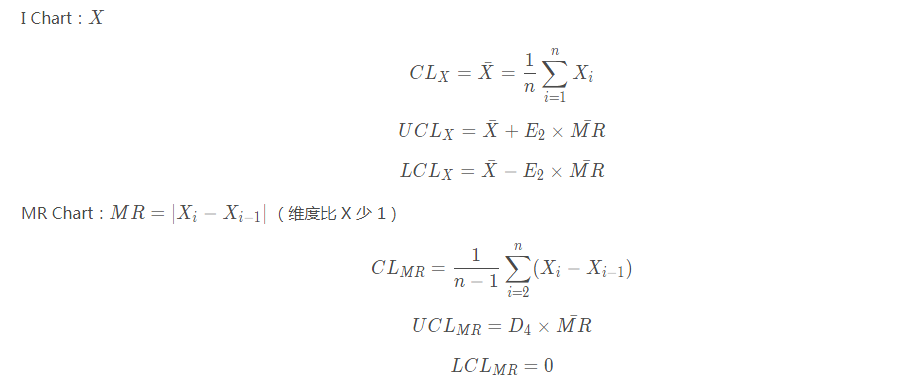 I Chart：$X$
$CL_X = \bar{X} = \frac{1}{n} \sum_{i=1}^{n} X_i$
$UCL_X = \bar{X} + E_2 \times \bar{MR}$
$LCL_X = \bar{X} - E_2 \times \bar{MR}$
MR Chart：$MR = |X_i - X_{i-1}|$（维度比 X 少 1）
$CL_{MR} = \frac{1}{n-1} \sum_{i=2}^{n} (X_i - X_{i-1})$
$UCL_{MR} = D_4 \times \bar{MR}$
$LCL_{MR} = 0$